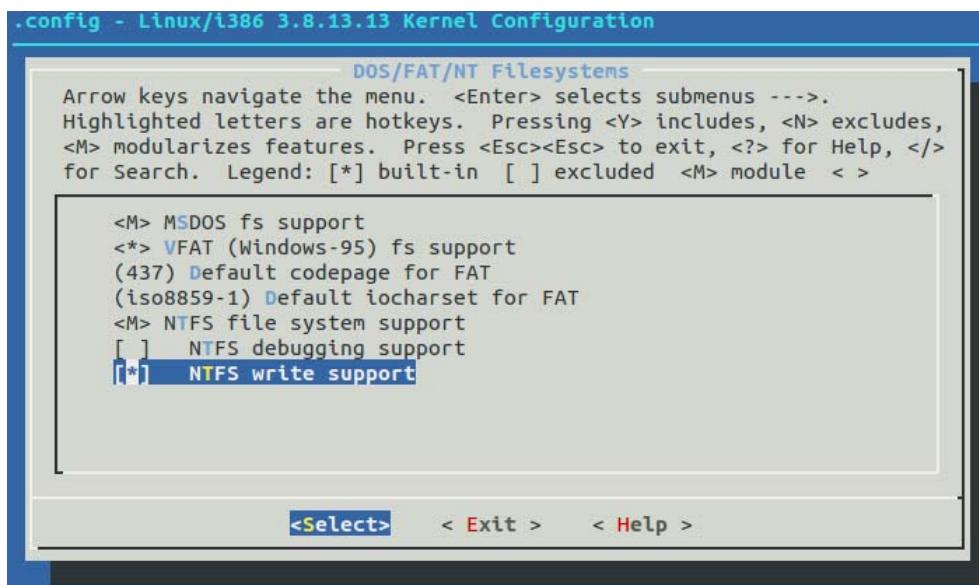 .config - Linux/i386 3.8.13.13 Kernel Configuration
DOS/FAT/NT Filesystems
Arrow keys navigate the menu.  <Enter> selects submenus --->.
Highlighted letters are hotkeys.  Pressing <Y> includes, <N> excludes,
<M> modularizes features.  Press <Esc><Esc> to exit, <?> for Help, </>
for Search.  Legend: [*] built-in  [ ] excluded  <M> module  < >
<M> MSDOS fs support
<*> VFAT (Windows-95) fs support
(437) Default codepage for FAT
(iso8859-1) Default iocharset for FAT
<M> NTFS file system support
[ ]   NTFS debugging support
[*]   NTFS write support
<Select>    < Exit >    < Help >